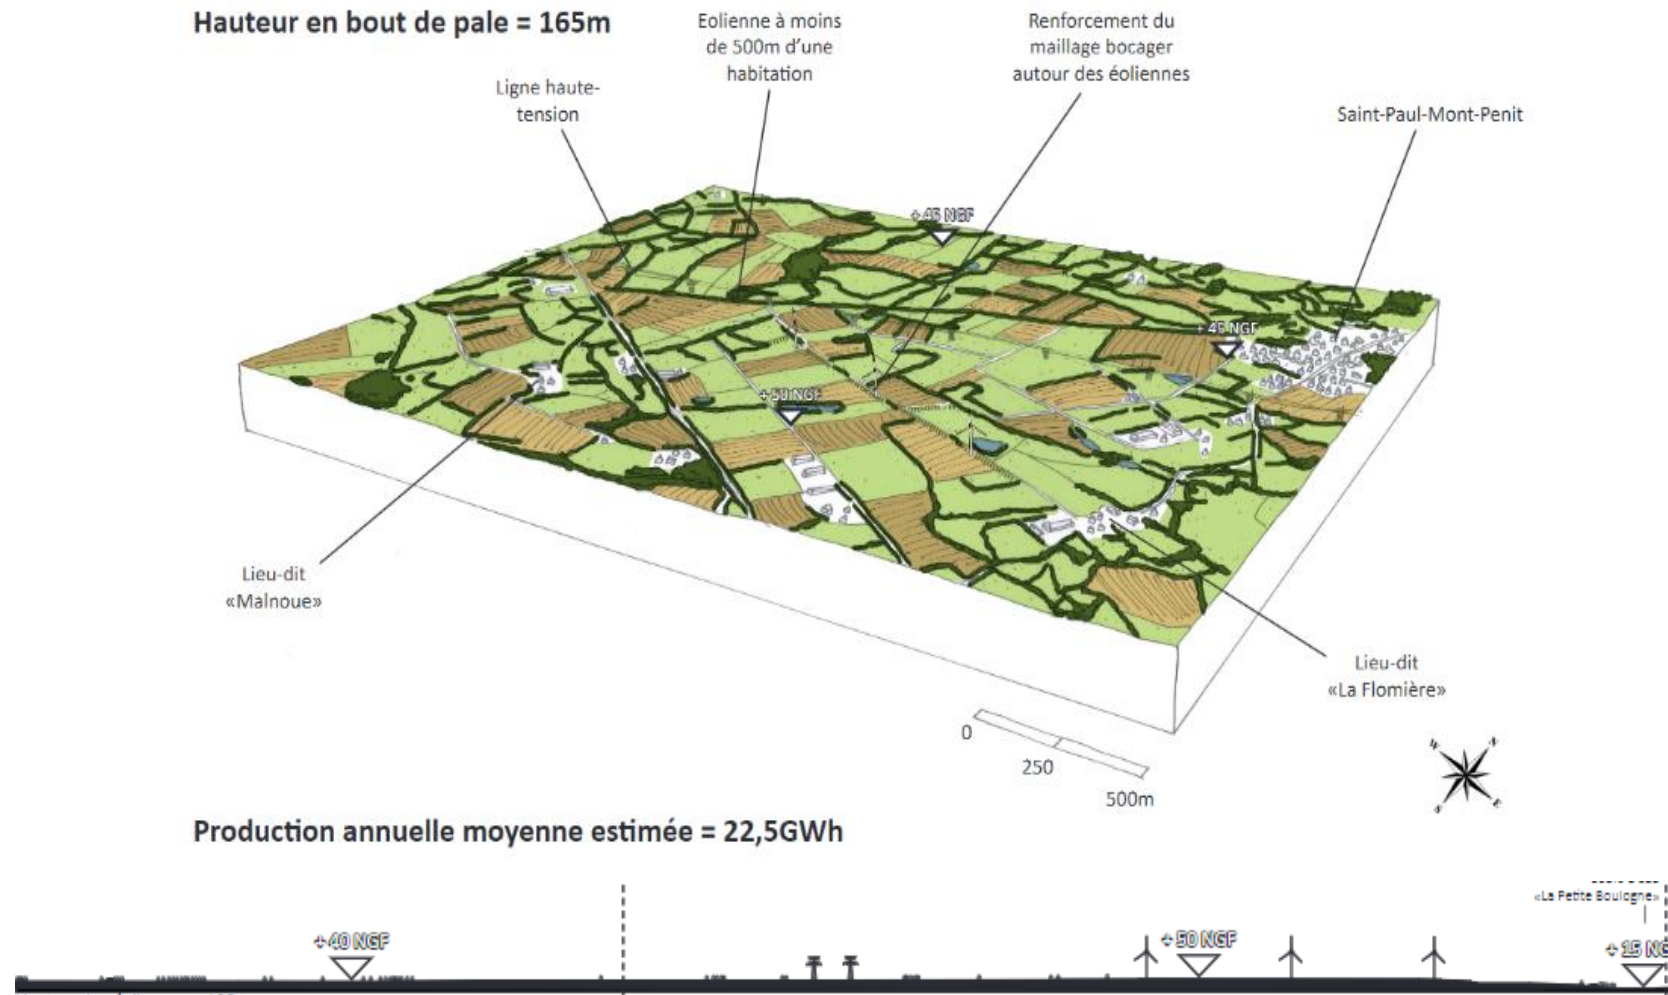 Hauteur en bout de pale = 165m
Eolienne à moins
de 500m d'une
habitation
Renforcement du
maillage bocager
autour des éoliennes
Ligne haute-
tension
Saint-Paul-Mont-Penit
+ 45 NGF
+ 45 NGF
+ 50 NGF
Lieu-dit
«Malnoue»
Lieu-dit
«La Flomière»
0
250
500m
W
N
S
E
Production annuelle moyenne estimée = 22,5GWh
«La Petite Boulogne»
+ 40 NGF
+ 50 NGF
+ 15 NG